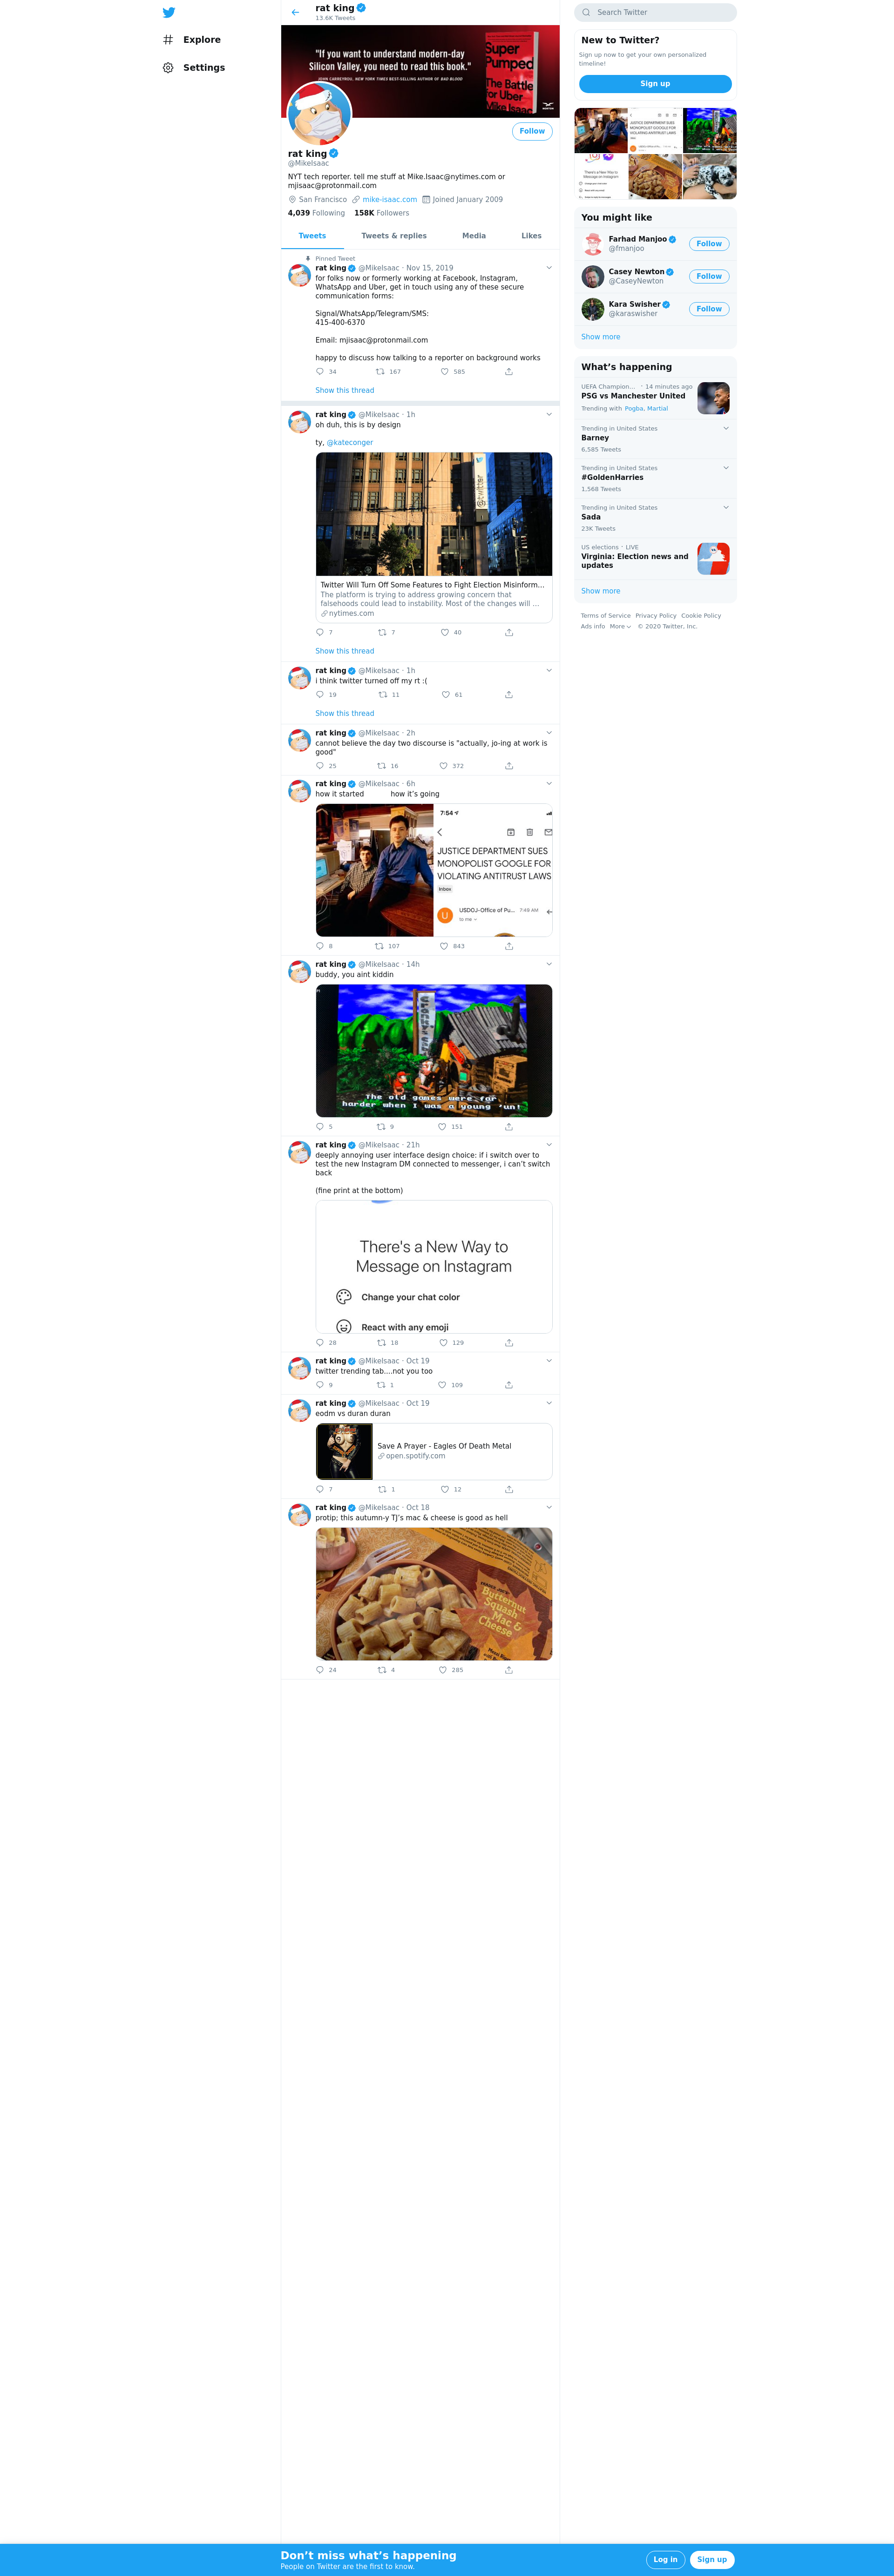 Explore
Settings
rat king
13.6K Tweets
"If you want to understand modern-day
Silicon Valley, you need to read this book."
JOHN CARREYROU, NEW YORK TIMES BEST-SELLING AUTHOR OF BAD BLOOD
Super
Pumped
The Battle
for Uber
Mike Isaac
NORTON
Follow
rat king
@MikeIsaac
NYT tech reporter. tell me stuff at Mike.Isaac@nytimes.com or
mjisaac@protonmail.com
San Francisco mike-isaac.com Joined January 2009
4,039 Following 158K Followers
Tweets Tweets & replies Media Likes
Pinned Tweet
rat king @MikeIsaac · Nov 15, 2019
for folks now or formerly working at Facebook, Instagram,
WhatsApp and Uber, get in touch using any of these secure
communication forms:
Signal/WhatsApp/Telegram/SMS:
415-400-6370
Email: mjisaac@protonmail.com
happy to discuss how talking to a reporter on background works
34 167 585
Show this thread
rat king @MikeIsaac · 1h
oh duh, this is by design
ty, @kateconger
@twitter
Twitter Will Turn Off Some Features to Fight Election Misinform...
The platform is trying to address growing concern that
falsehoods could lead to instability. Most of the changes will ...
nytimes.com
7 7 40
Show this thread
rat king @MikeIsaac · 1h
i think twitter turned off my rt :(
19 11 61
Show this thread
rat king @MikeIsaac · 2h
cannot believe the day two discourse is "actually, jo-ing at work is
good"
25 16 372
rat king @MikeIsaac · 6h
how it started how it's going
7:54
JUSTICE DEPARTMENT SUES
MONOPOLIST GOOGLE FOR
VIOLATING ANTITRUST LAWS
Inbox
U
USDOJ-Office of Pu... 7:49 AM
to me
8 107 843
rat king @MikeIsaac · 14h
buddy, you aint kiddin
The old games were far
harder when I was a young 'un!
5 9 151
rat king @MikeIsaac · 21h
deeply annoying user interface design choice: if i switch over to
test the new Instagram DM connected to messenger, i can't switch
back
(fine print at the bottom)
There's a New Way to
Message on Instagram
Change your chat color
React with any emoji
28 18 129
rat king @MikeIsaac · Oct 19
twitter trending tab....not you too
9 1 109
rat king @MikeIsaac · Oct 19
eodm vs duran duran
Save A Prayer - Eagles Of Death Metal
open.spotify.com
7 1 12
rat king @MikeIsaac · Oct 18
protip; this autumn-y TJ's mac & cheese is good as hell
Butternut
Squash
Mac &
Cheese
24 4 285
Search Twitter
New to Twitter?
Sign up now to get your own personalized
timeline!
Sign up
JUSTICE DEPARTMENT SUES
MONOPOLIST GOOGLE FOR
VIOLATING ANTITRUST LAWS
There's a New Way to
Message on Instagram
You might like
Farhad Manjoo
@fmanjoo
Follow
Casey Newton
@CaseyNewton
Follow
Kara Swisher
@karaswisher
Follow
Show more
What's happening
UEFA Champion... · 14 minutes ago
PSG vs Manchester United
Trending with Pogba, Martial
Trending in United States
Barney
6,585 Tweets
Trending in United States
#GoldenHarries
1,568 Tweets
Trending in United States
Sada
23K Tweets
US elections · LIVE
Virginia: Election news and
updates
Show more
Terms of Service Privacy Policy Cookie Policy
Ads info More © 2020 Twitter, Inc.
Don't miss what's happening
People on Twitter are the first to know.
Log in
Sign up